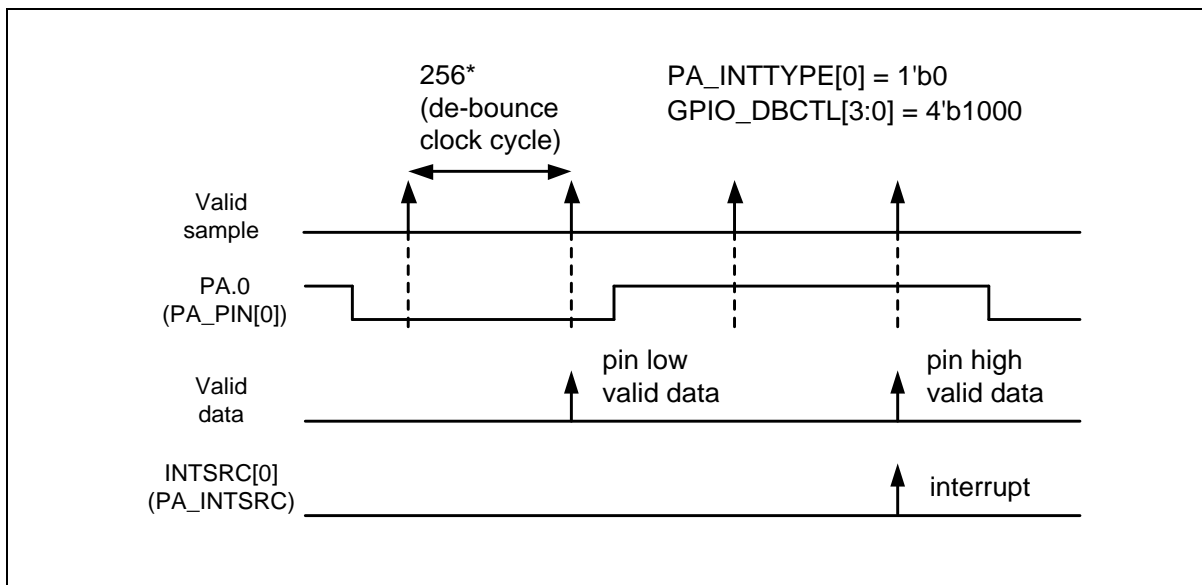 256*
(de-bounce
clock cycle)
PA_INTTYPE[0] = 1'b0
GPIO_DBCTL[3:0] = 4'b1000
Valid
sample
PA.0
(PA_PIN[0])
pin low
valid data
pin high
valid data
Valid
data
INTSRC[0]
(PA_INTSRC)
interrupt